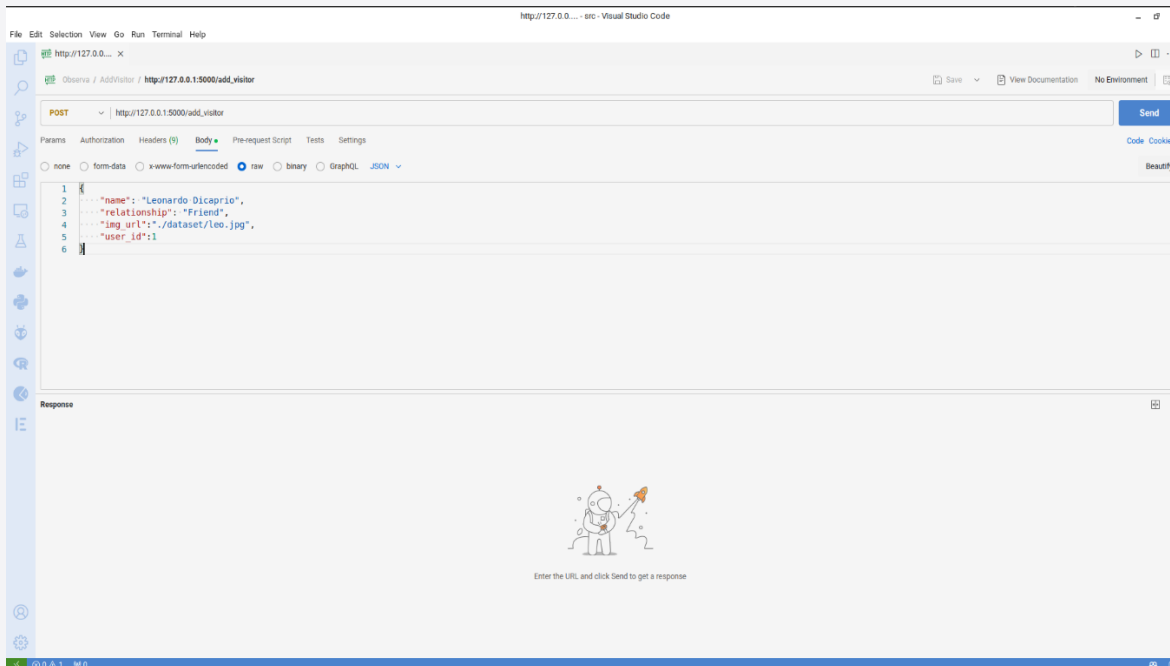 http://127.0.0.... - src - Visual Studio Code
File Edit Selection View Go Run Terminal Help
http://127.0.0.... ×
Observa / AddVisitor / http://127.0.0.1:5000/add_visitor
Save View Documentation No Environment
POST http://127.0.0.1:5000/add_visitor Send
Params Authorization Headers (9) Body Pre-request Script Tests Settings Code Cookie
none form-data x-www-form-urlencoded raw binary GraphQL JSON Beautify
1 {
2 ····"name":·"Leonardo·Dicaprio",
3 ····"relationship":·"Friend",
4 ····"img_url":"./dataset/leo.jpg",
5 ····"user_id":1
6 }
Response
Enter the URL and click Send to get a response
0 1 0